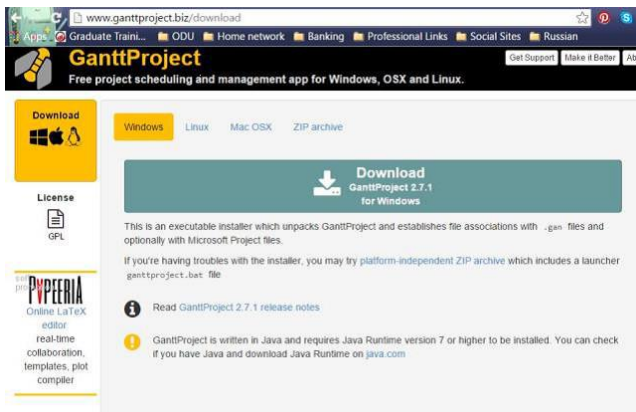 www.ganttproject.biz/download
Apps Graduate Traini... ODU Home network Banking Professional Links Social Sites Russian
GanttProject
Get Support Make it Better Ab
Free project scheduling and management app for Windows, OSX and Linux.
Download
Windows Linux Mac OSX ZIP archive
Download
GanttProject 2.7.1
for Windows
License
GPL
This is an executable installer which unpacks GanttProject and establishes file associations with .gan files and
optionally with Microsoft Project files.
If you're having troubles with the installer, you may try platform-independent ZIP archive which includes a launcher
ganttproject.bat file
PAPEERIA
Online LaTeX
editor
real-time
collaboration,
templates, plot
compiler
Read GanttProject 2.7.1 release notes
GanttProject is written in Java and requires Java Runtime version 7 or higher to be installed. You can check
if you have Java and download Java Runtime on java.com